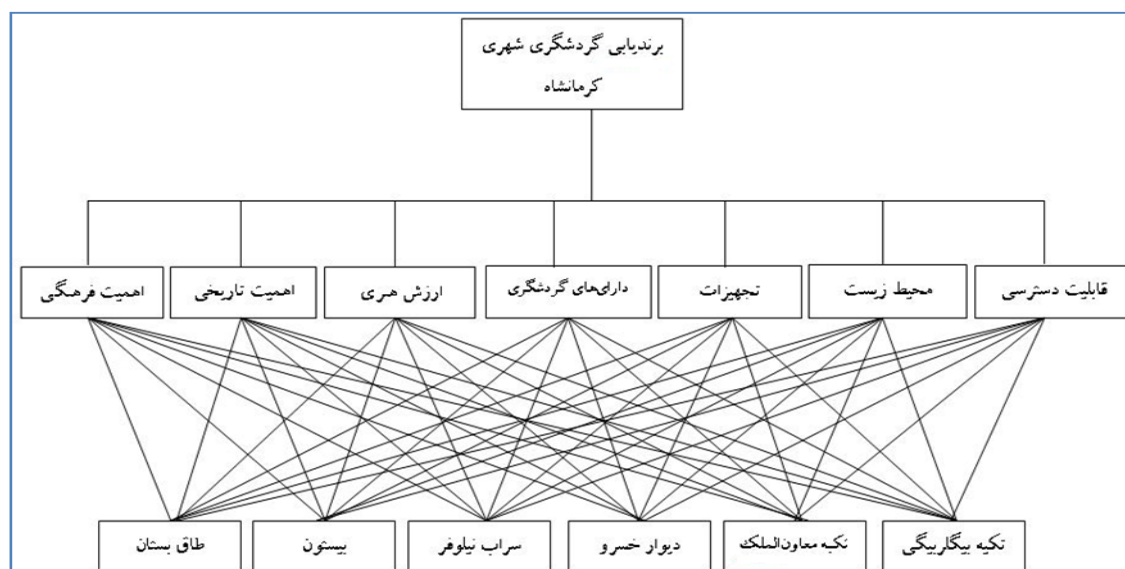 برندیابی گردشگری شهری
کرمانشاه
قابلیت دسترسی
محیط زیست
تجهیزات
دارای‌های گردشگری
ارزش هنری
اهمیت تاریخی
اهمیت فرهنگی
تکیه بیگلربیگی
تکیه معاون‌الملک
دیوار خسرو
سراب نیلوفر
بیستون
طاق بستان